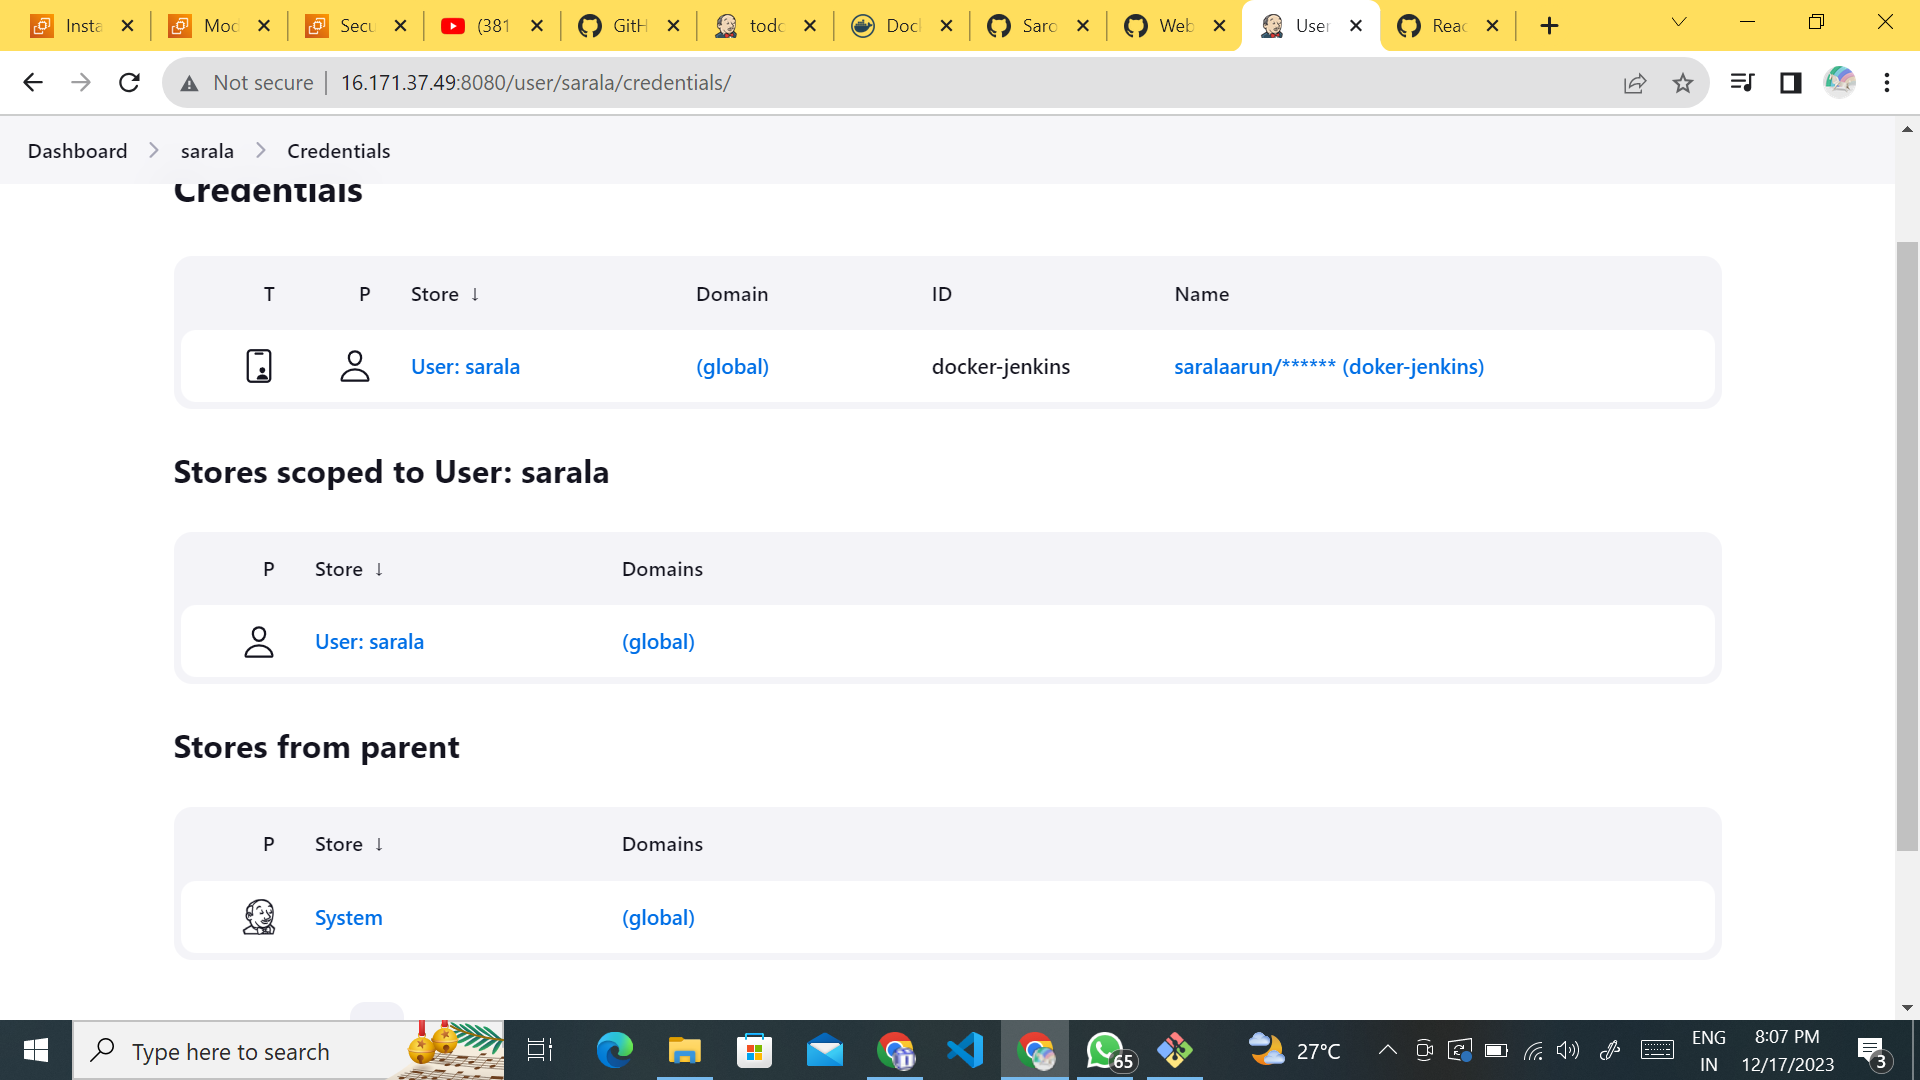 Insta
Mod
Secu
(381
GitH
todo
Dock
Saro
Web
User
Reac
Not secure
16.171.37.49:8080/user/sarala/credentials/
Dashboard
sarala
Credentials
Credentials
T P Store ↓ Domain ID Name
User: sarala (global) docker-jenkins saralaarun/****** (doker-jenkins)
Stores scoped to User: sarala
P Store ↓ Domains
User: sarala (global)
Stores from parent
P Store ↓ Domains
System (global)
Type here to search
65
27°C
ENG
IN
8:07 PM
12/17/2023
3